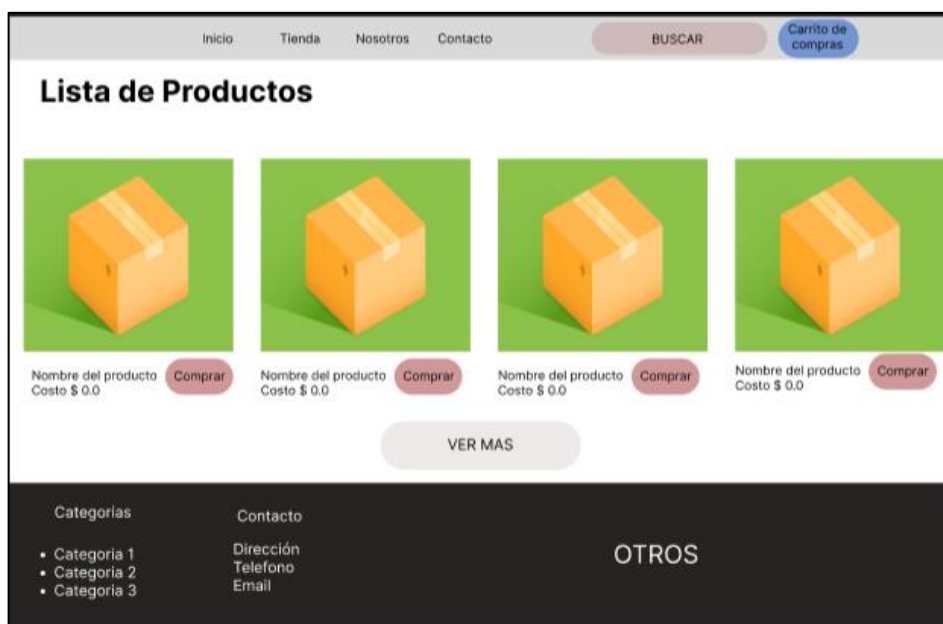 Inicio Tienda Nosotros Contacto BUSCAR Carrito de
compras
Lista de Productos
Nombre del producto Comprar
Costo $ 0.0
Nombre del producto Comprar
Costo $ 0.0
Nombre del producto Comprar
Costo $ 0.0
Nombre del producto Comprar
Costo $ 0.0
VER MAS
Categorias
• Categoria 1
• Categoria 2
• Categoria 3
Contacto
Dirección
Telefono
Email
OTROS